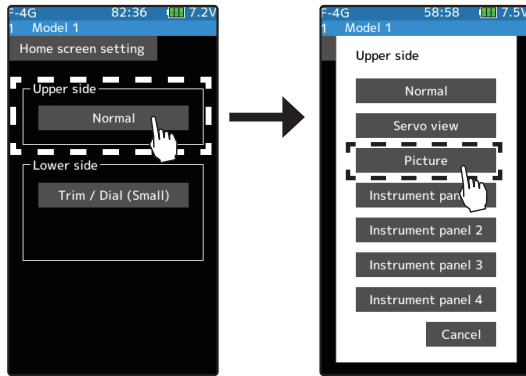 F-4G 82:36 7.2V
1 Model 1
Home screen setting
Upper side
Normal
Lower side
Trim / Dial (Small)
F-4G 58:58 7.5V
1 Model 1
Upper side
Normal
Servo view
Picture
Instrument
Instrument panel 2
Instrument panel 3
Instrument panel 4
Cancel